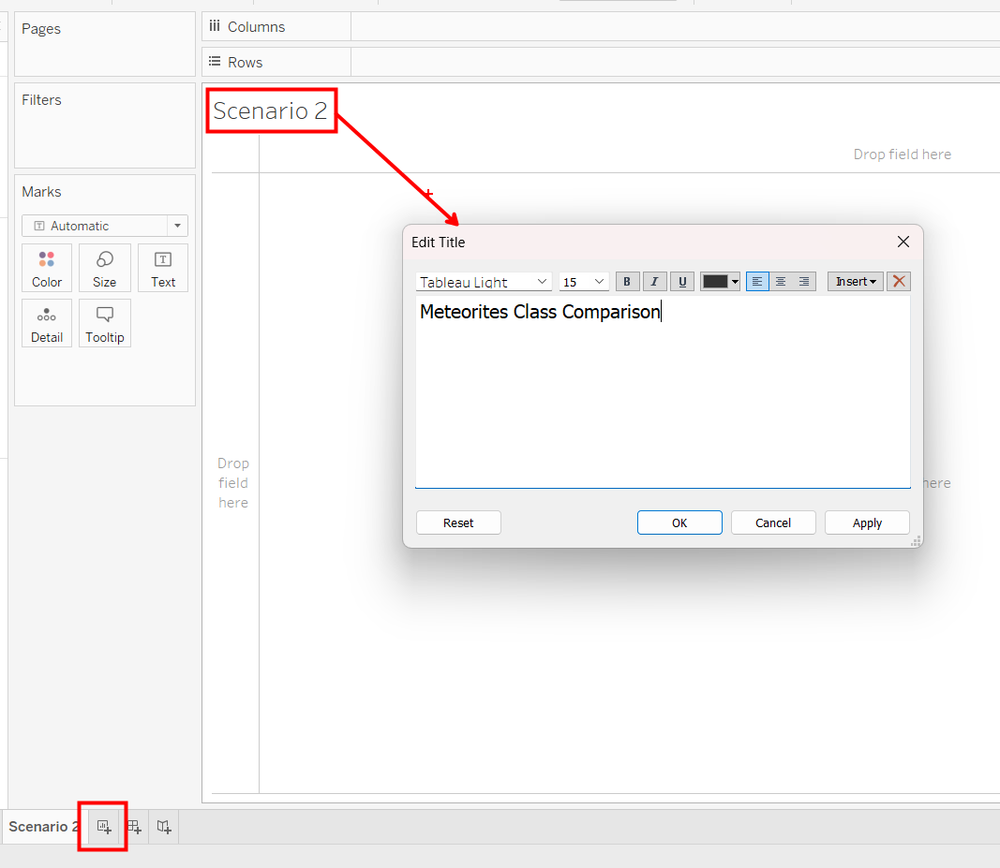 Pages
Columns
Rows
Filters
Scenario 2
Drop field here
Marks
Automatic
Color
Size
Text
Detail
Tooltip
Edit Title
Tableau Light
15
B
I
U
Insert
Meteorites Class Comparison
Drop
field
here
here
Reset
OK
Cancel
Apply
Scenario 2